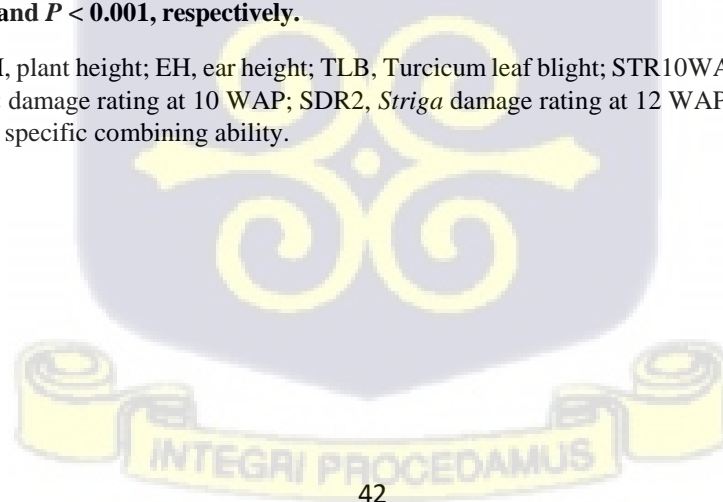 and P < 0.001, respectively.
, plant height; EH, ear height; TLB, Turcicum leaf blight;
damage rating at 10 WAP; SDR2, Striga damage rating at 12 WAP
specific combining ability.
INTEGRI PROCEDAMUS
42